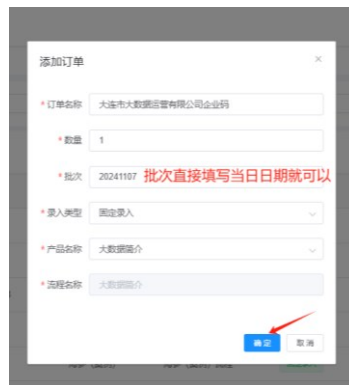 添加订单 ×
* 订单名称 大连市大数据运营有限公司企业码
* 数量 1
* 批次 20241107 批次直接填写当日日期就可以
* 录入类型 固定录入
* 产品名称 大数据简介
* 流程名称 大数据简介
确定 取消